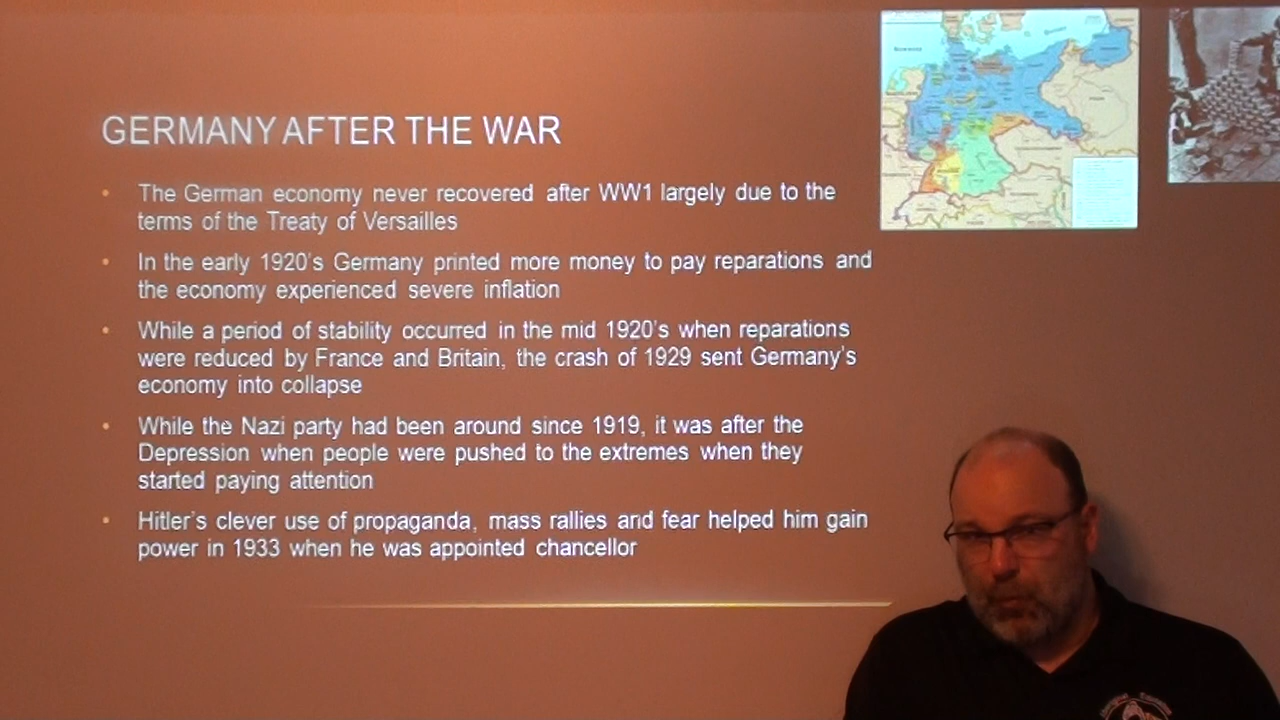 GERMANY AFTER THE WAR
• The German economy never recovered after WW1 largely due to the
terms of the Treaty of Versailles
• In the early 1920's Germany printed more money to pay reparations and
the economy experienced severe inflation
• While a period of stability occurred in the mid 1920's when reparations
were reduced by France and Britain, the crash of 1929 sent Germany's
economy into collapse
• While the Nazi party had been around since 1919, it was after the
Depression when people were pushed to the extremes when they
started paying attention
• Hitler's clever use of propaganda, mass rallies and fear helped him gain
power in 1933 when he was appointed chancellor